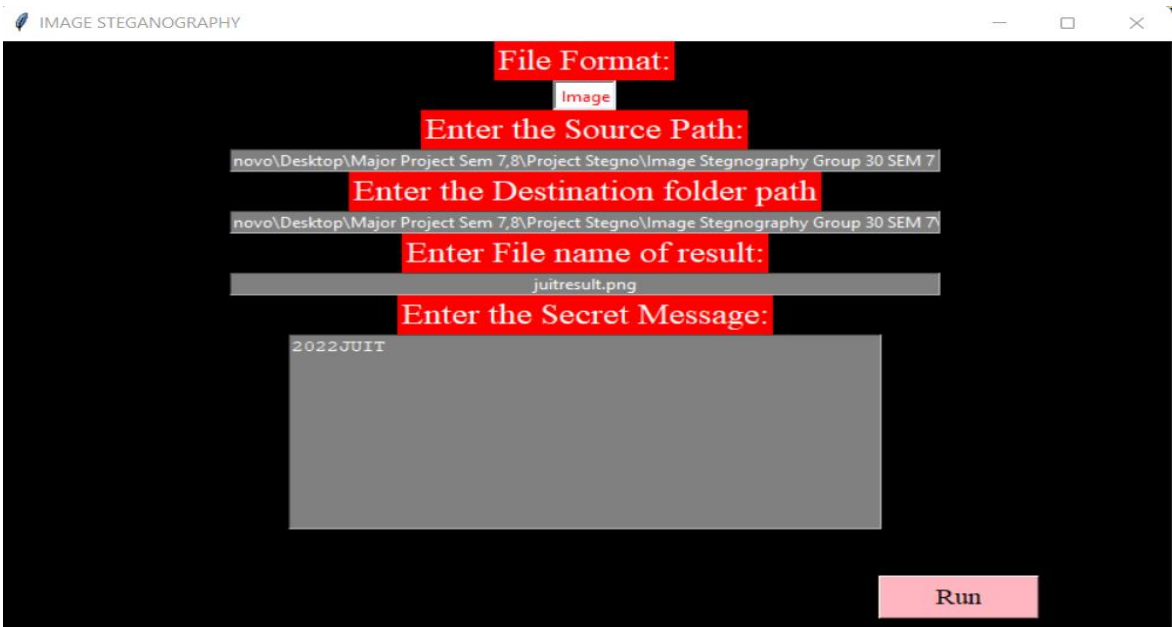 IMAGE STEGANOGRAPHY
File Format:
Image
Enter the Source Path:
novo\Desktop\Major Project Sem 7,8\Project Stegno\Image Stegnography Group 30 SEM 7
Enter the Destination folder path
novo\Desktop\Major Project Sem 7,8\Project Stegno\Image Stegnography Group 30 SEM 7\
Enter File name of result:
juitresult.png
Enter the Secret Message:
2022JUIT
Run